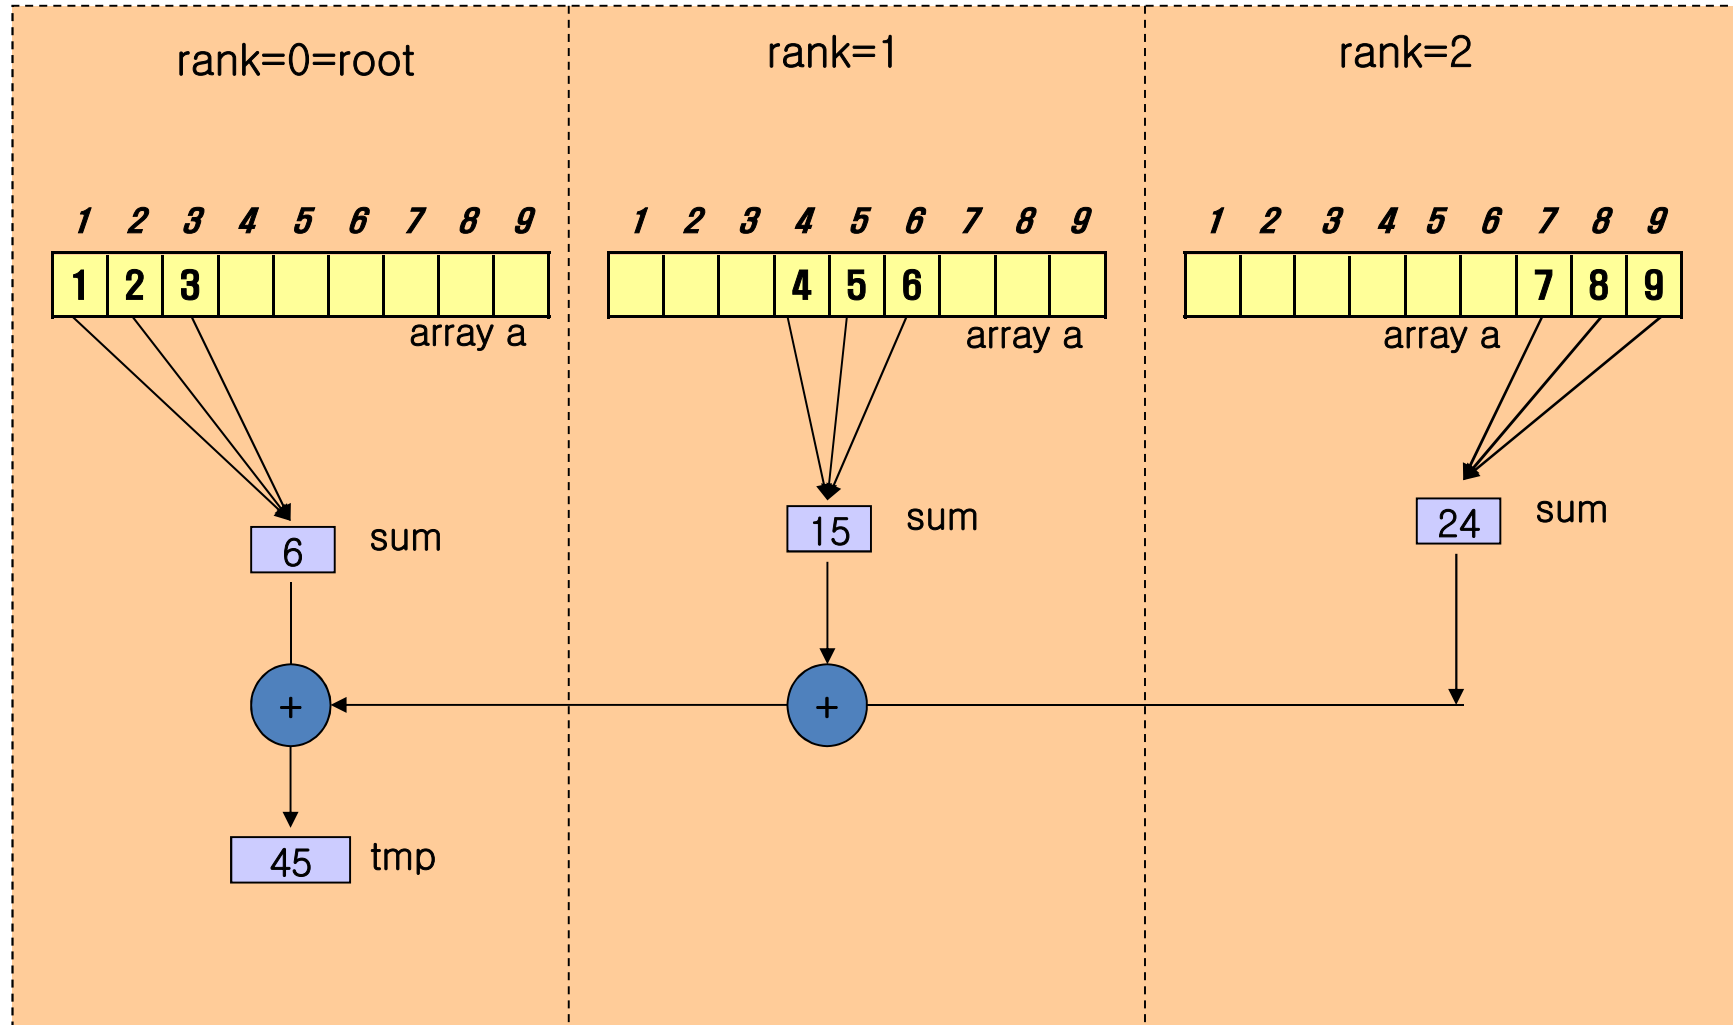 rank=0=root
rank=1
rank=2
1 2 3 4 5 6 7 8 9
1 2 3 4 5 6 7 8 9
1 2 3 4 5 6 7 8 9
1 2 3
4 5 6
7 8 9
array a
array a
array a
6 sum
15 sum
24 sum
+
+
45 tmp